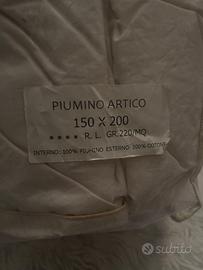 PIUMINO ARTICO
150 X 200
**** R. L. GR.220/MQ
INTERNO: 100% PIUMINO ESTERNO 100% COTONE
subito